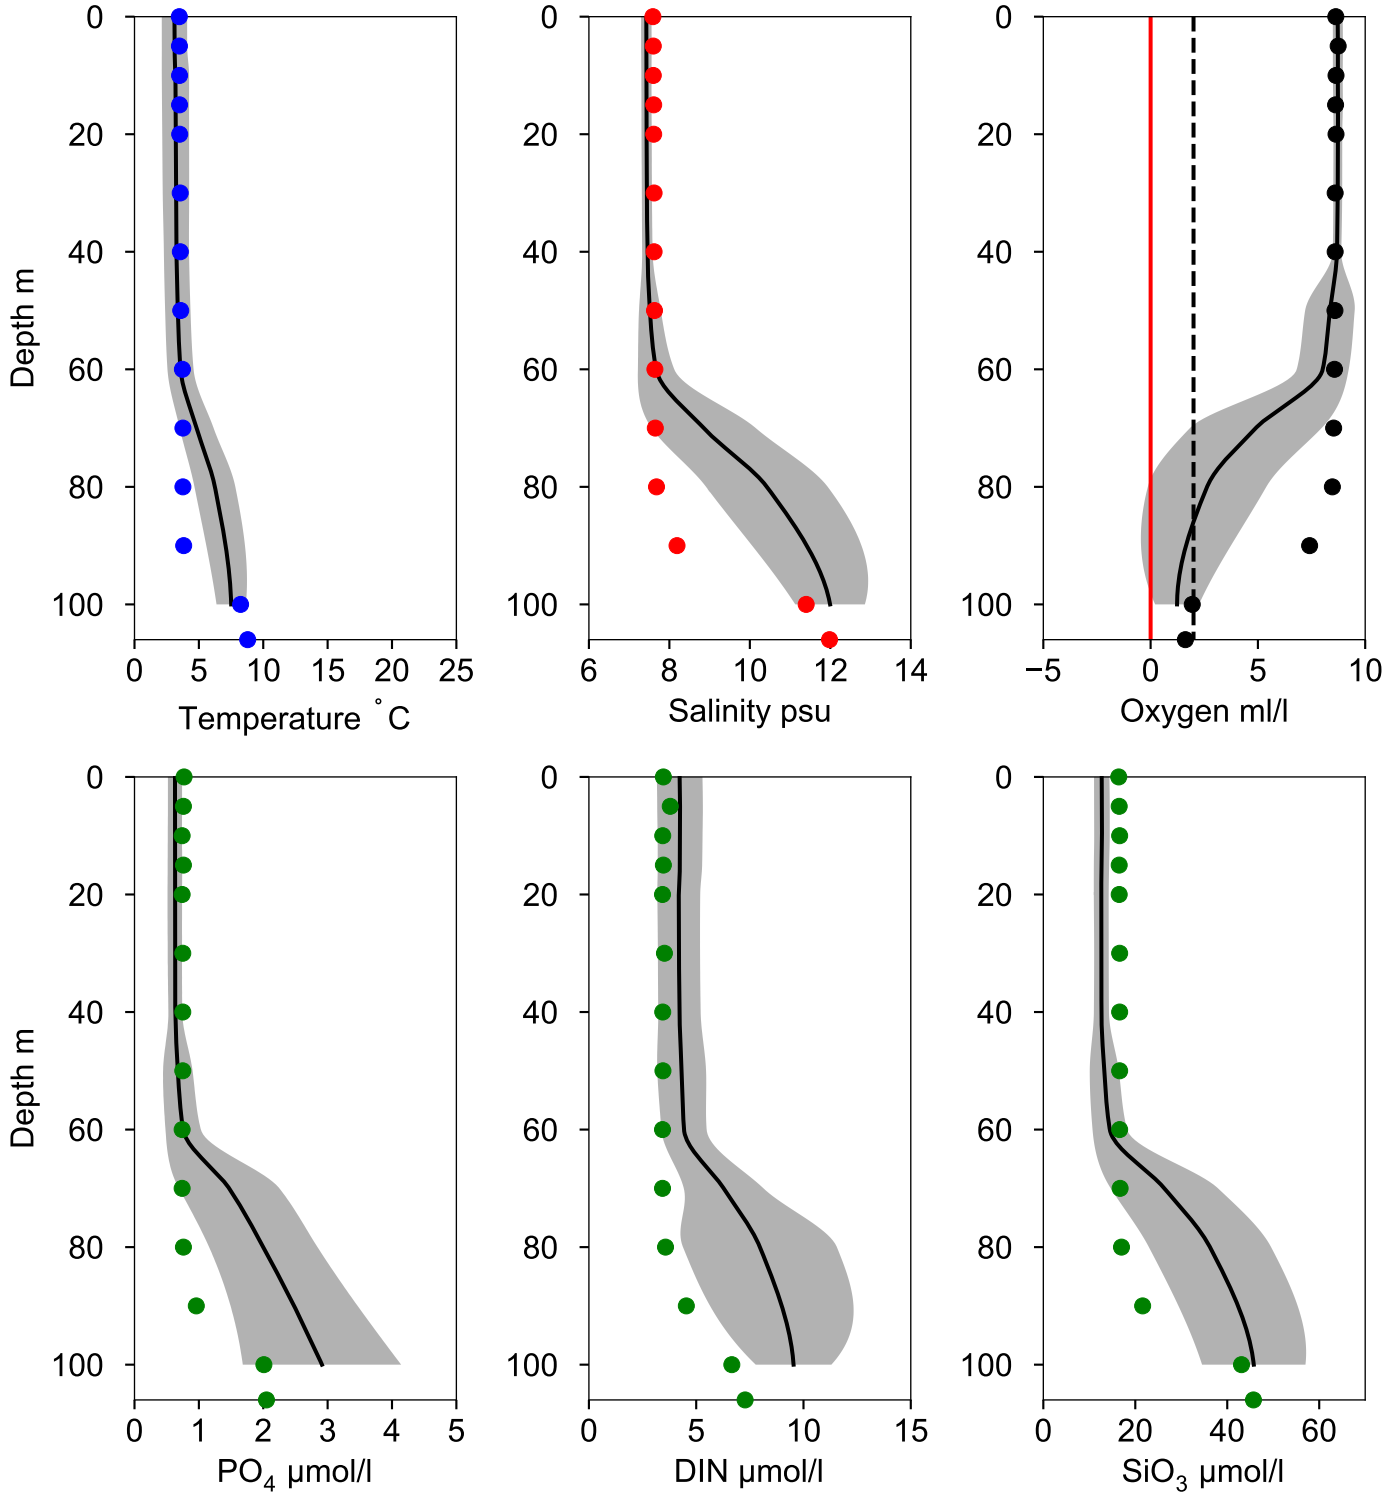 0
20
40
60
80
100
Depth m
0 5 10 15 20 25
Temperature °C
0
20
40
60
80
100
6 8 10 12 14
Salinity psu
0
20
40
60
80
100
−5 0 5 10
Oxygen ml/l
0
20
40
60
80
100
Depth m
0 1 2 3 4 5
PO₄ µmol/l
0
20
40
60
80
100
0 5 10 15
DIN µmol/l
0
20
40
60
80
100
0 20 40 60
SiO₃ µmol/l